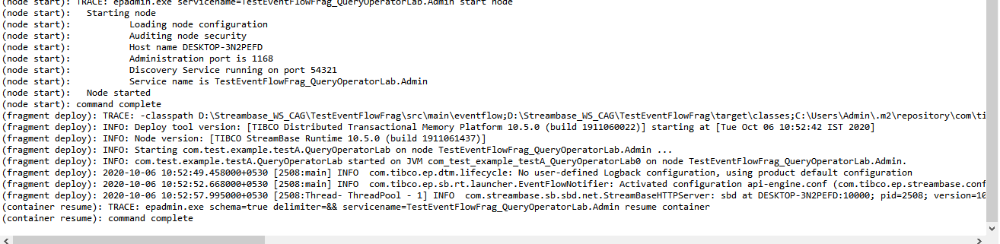 (node start): TRACE: epadmin.exe servicename=TestEventFlowFrag_QueryOperatorLab.Admin start node
(node start): Starting node
(node start): Loading node configuration
(node start): Auditing node security
(node start): Host name DESKTOP-3N2PEFD
(node start): Administration port is 1168
(node start): Discovery Service running on port 54321
(node start): Service name is TestEventFlowFrag_QueryOperatorLab.Admin
(node start): Node started
(node start): command complete
(fragment deploy): TRACE: -classpath D:\Streambase_WS_CAG\TestEventFlowFrag\src\main\eventflow;D:\Streambase_WS_CAG\TestEventFlowFrag\target\classes;C:\Users\Admin\.m2\repository\com\ti
(fragment deploy): INFO: Deploy tool version: [TIBCO Distributed Transactional Memory Platform 10.5.0 (build 1911060022)] starting at [Tue Oct 06 10:52:42 IST 2020]
(fragment deploy): INFO: Node version: [TIBCO StreamBase Runtime 10.5.0 (build 1911061437)]
(fragment deploy): INFO: Starting com.test.example.testA.QueryOperatorLab on node TestEventFlowFrag_QueryOperatorLab.Admin ...
(fragment deploy): INFO: com.test.example.testA.QueryOperatorLab started on JVM com_test_example_testA_QueryOperatorLab0 on node TestEventFlowFrag_QueryOperatorLab.Admin.
(fragment deploy): 2020-10-06 10:52:49.458000+0530 [2508:main] INFO com.tibco.ep.dtm.lifecycle: No user-defined Logback configuration, using product default configuration
(fragment deploy): 2020-10-06 10:52:52.668000+0530 [2508:main] INFO com.tibco.ep.sb.rt.launcher.EventFlowNotifier: Activated configuration api-engine.conf (com.tibco.ep.streambase.conf
(fragment deploy): 2020-10-06 10:52:57.995000+0530 [2508:Thread- ThreadPool - 1] INFO com.streambase.sb.sbd.net.StreamBaseHTTPServer: sbd at DESKTOP-3N2PEFD:10000; pid=2508; version=10
(container resume): TRACE: epadmin.exe schema=true delimiter=&& servicename=TestEventFlowFrag_QueryOperatorLab.Admin resume container
(container resume): command complete